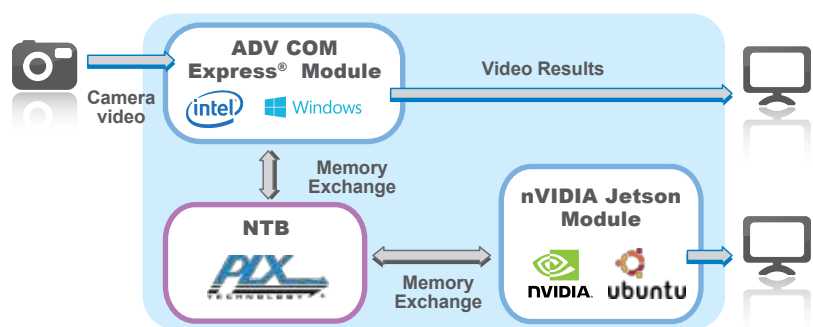 ADV COM
Express® Module
intel
Windows
Camera
video
Video Results
Memory
Exchange
NTB
PLX
TECHNOLOGY®
Memory
Exchange
nVIDIA Jetson
Module
nVIDIA.
ubuntu